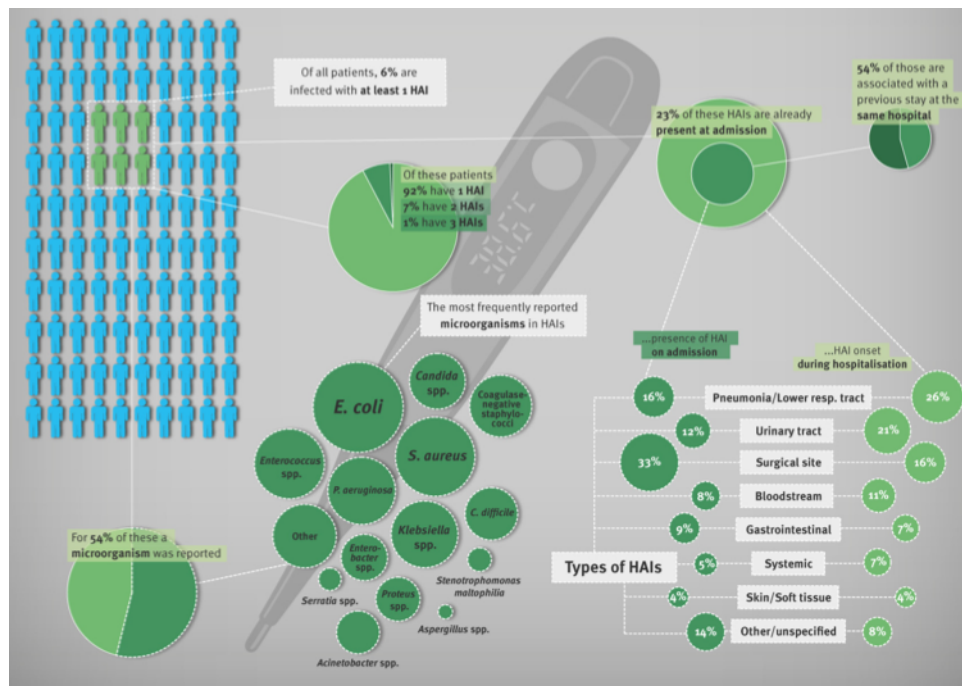 Of all patients, 6% are
infected with at least 1 HAI
23% of these HAIs are already
present at admission
54% of those are
associated with a
previous stay at the
same hospital
Of these patients
92% have 1 HAI
7% have 2 HAIs
1% have 3 HAIs
The most frequently reported
microorganisms in HAIs
E. coli
Candida
spp.
Coagulase-
negative
staphylo-
cocci
Enterococcus
spp.
S. aureus
P. aeruginosa
C. difficile
Other
Klebsiella
spp.
Entero-
bacter
spp.
Stenotrophomonas
maltophilia
Serratia spp.
Proteus
spp.
Aspergillus spp.
Acinetobacter spp.
For 54% of these a
microorganism was reported
...presence of HAI
on admission
...HAI onset
during hospitalisation
Types of HAIs
16% Pneumonia/Lower resp. tract 26%
12% Urinary tract 21%
33% Surgical site 16%
8% Bloodstream 11%
9% Gastrointestinal 7%
5% Systemic 7%
4% Skin/Soft tissue 4%
14% Other/unspecified 8%